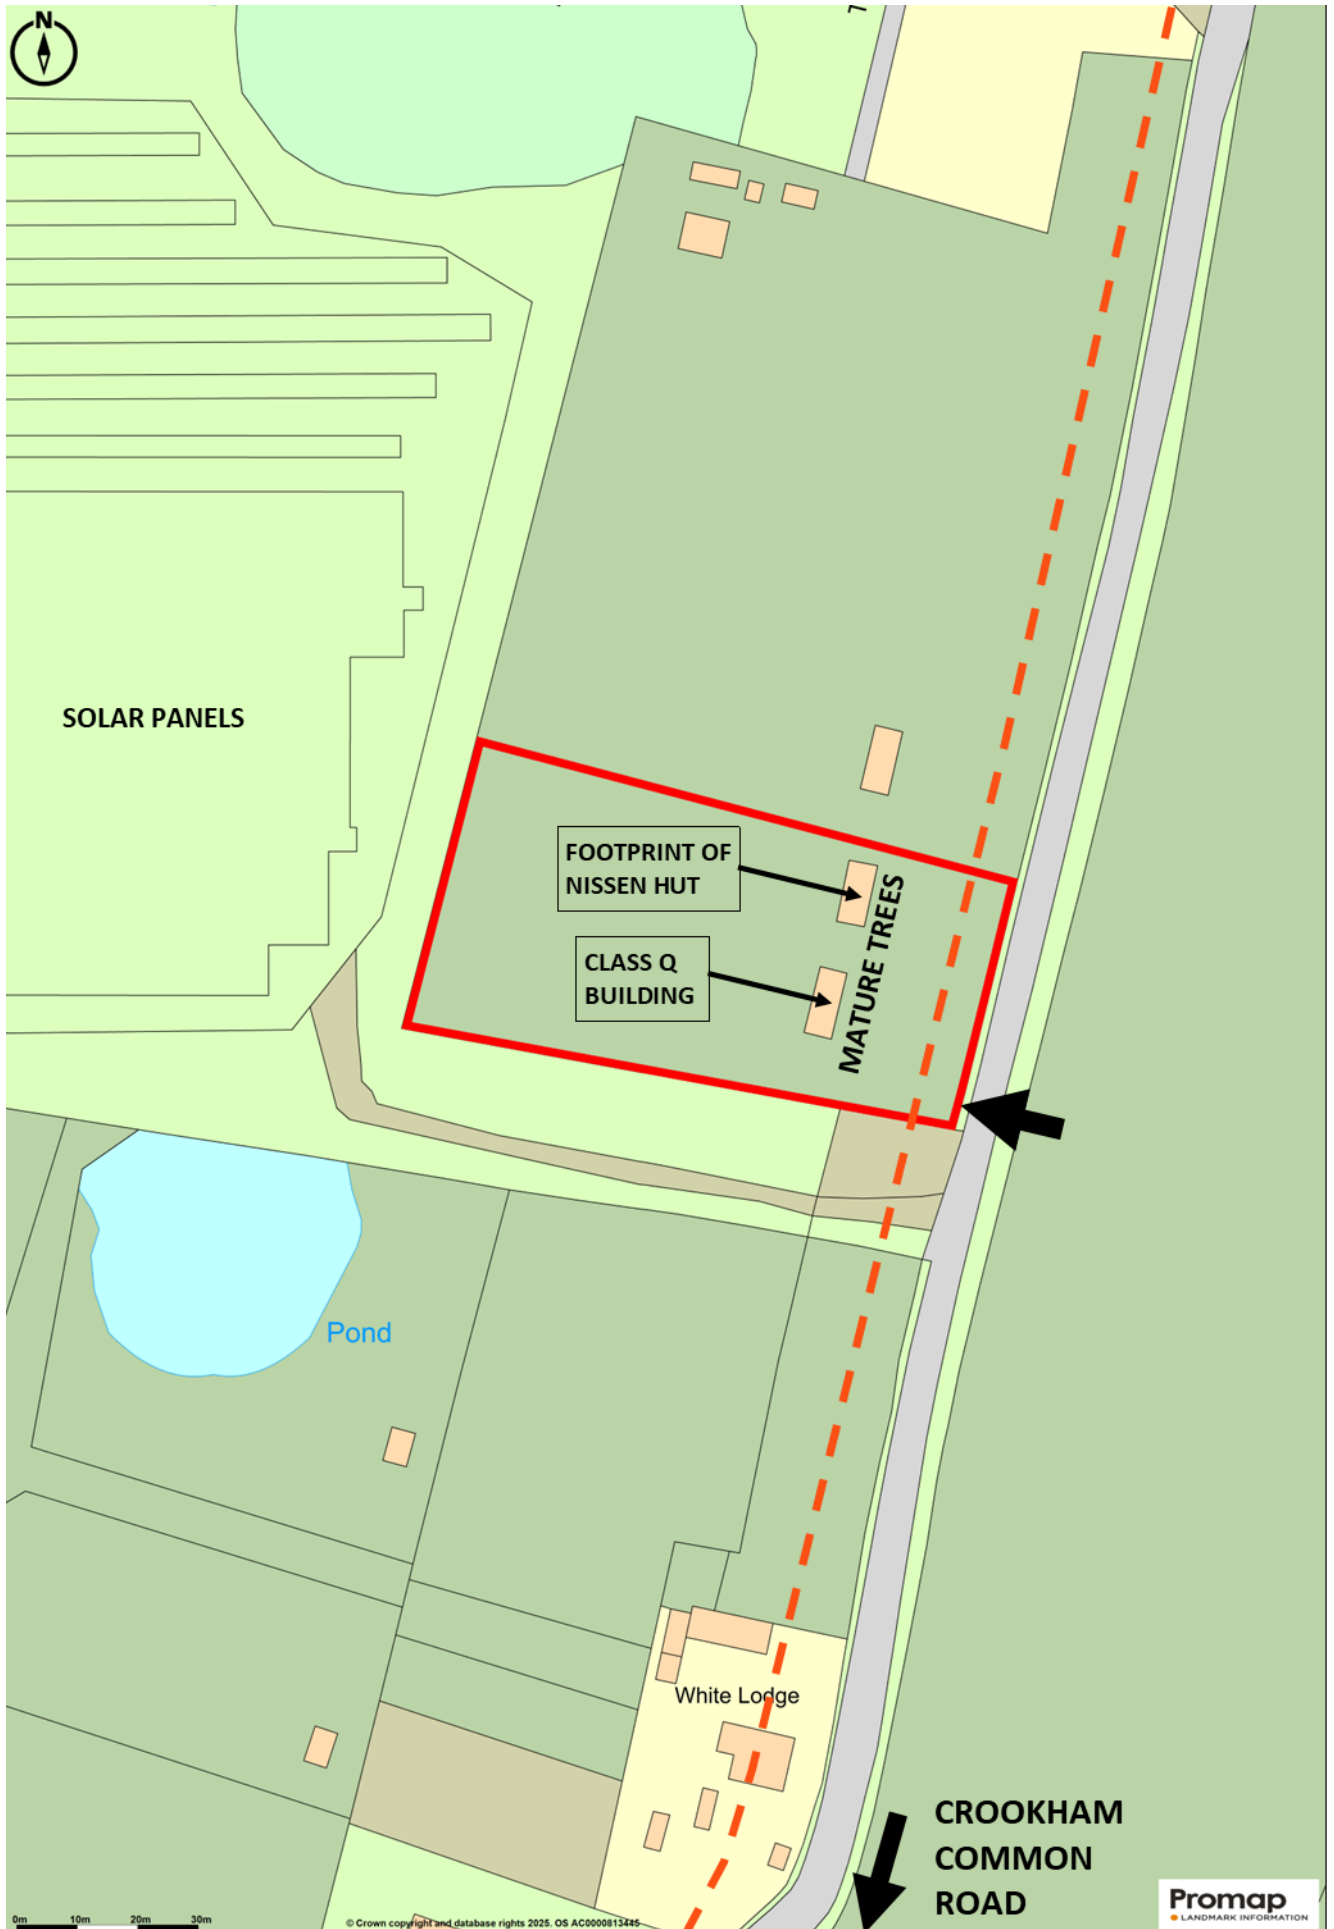 N
SOLAR PANELS
FOOTPRINT OF
NISSEN HUT
CLASS Q
BUILDING
MATURE TREES
Pond
White Lodge
CROOKHAM
COMMON
ROAD
0m 10m 20m 30m
© Crown copyright and database rights 2025. OS AC0000813445
Promap
LANDMARK INFORMATION